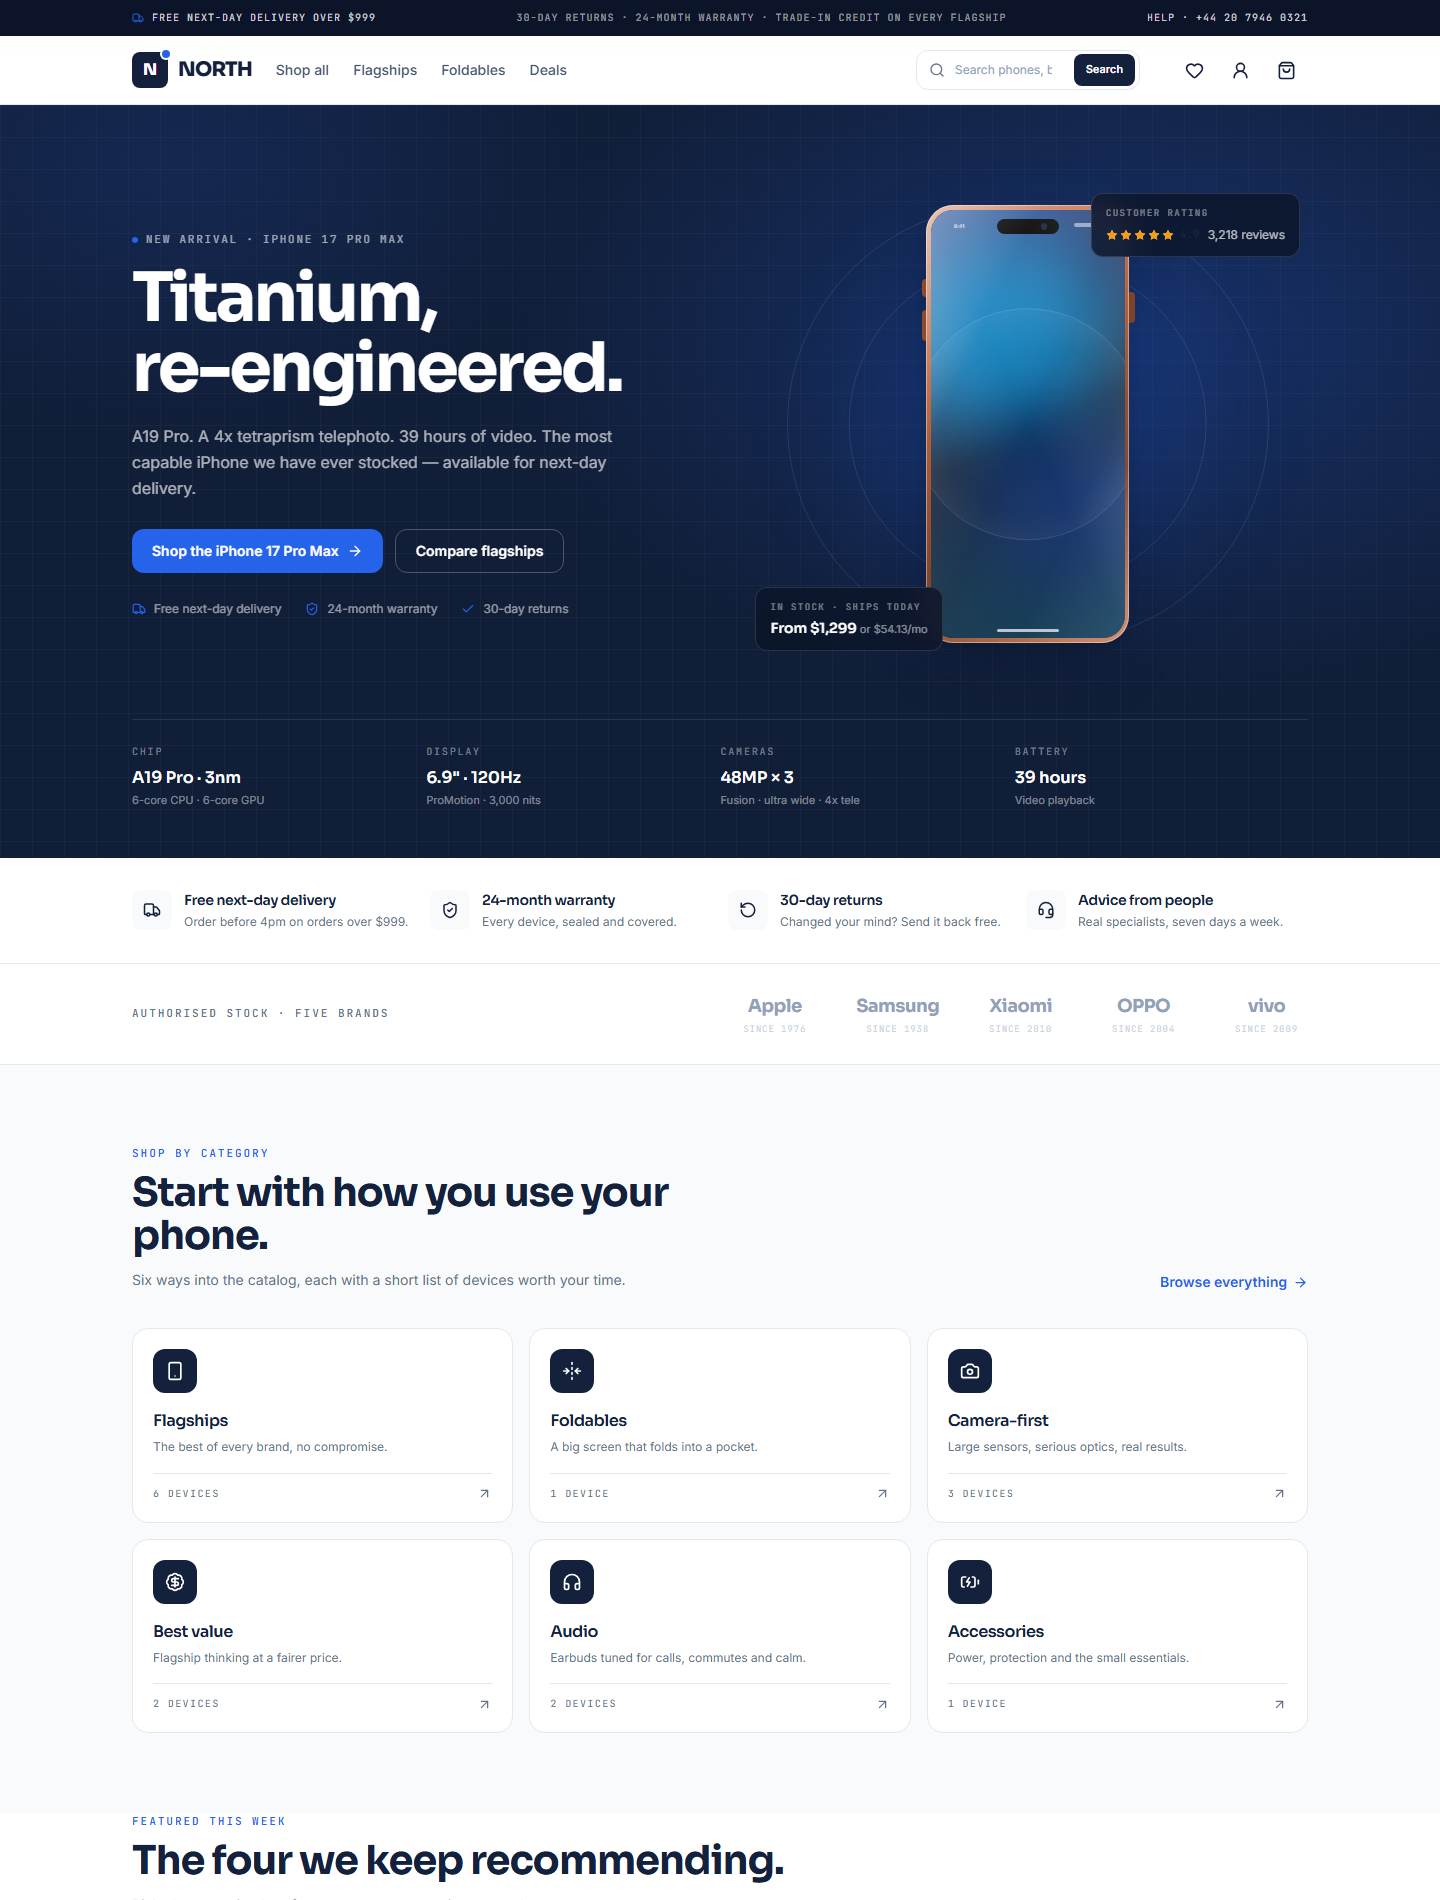 FREE NEXT-DAY DELIVERY OVER $999
30-DAY RETURNS · 24-MONTH WARRANTY · TRADE-IN CREDIT ON EVERY FLAGSHIP
HELP · +44 20 7946 0321
N NORTH
Shop all
Flagships
Foldables
Deals
Search phones, b
Search
NEW ARRIVAL · IPHONE 17 PRO MAX
Titanium,
re-engineered.
A19 Pro. A 4x tetraprism telephoto. 39 hours of video. The most
capable iPhone we have ever stocked — available for next-day
delivery.
Shop the iPhone 17 Pro Max
Compare flagships
Free next-day delivery
24-month warranty
30-day returns
9:41
CUSTOMER RATING
4.9 3,218 reviews
IN STOCK · SHIPS TODAY
From $1,299 or $54.13/mo
CHIP
A19 Pro · 3nm
6-core CPU · 6-core GPU
DISPLAY
6.9" · 120Hz
ProMotion · 3,000 nits
CAMERAS
48MP × 3
Fusion · ultra wide · 4x tele
BATTERY
39 hours
Video playback
Free next-day delivery
Order before 4pm on orders over $999.
24-month warranty
Every device, sealed and covered.
30-day returns
Changed your mind? Send it back free.
Advice from people
Real specialists, seven days a week.
AUTHORISED STOCK · FIVE BRANDS
Apple
SINCE 1976
Samsung
SINCE 1938
Xiaomi
SINCE 2010
OPPO
SINCE 2004
vivo
SINCE 2009
SHOP BY CATEGORY
Start with how you use your
phone.
Six ways into the catalog, each with a short list of devices worth your time.
Browse everything
Flagships
The best of every brand, no compromise.
6 DEVICES
Foldables
A big screen that folds into a pocket.
1 DEVICE
Camera-first
Large sensors, serious optics, real results.
3 DEVICES
Best value
Flagship thinking at a fairer price.
2 DEVICES
Audio
Earbuds tuned for calls, commutes and calm.
2 DEVICES
Accessories
Power, protection and the small essentials.
1 DEVICE
FEATURED THIS WEEK
The four we keep recommending.